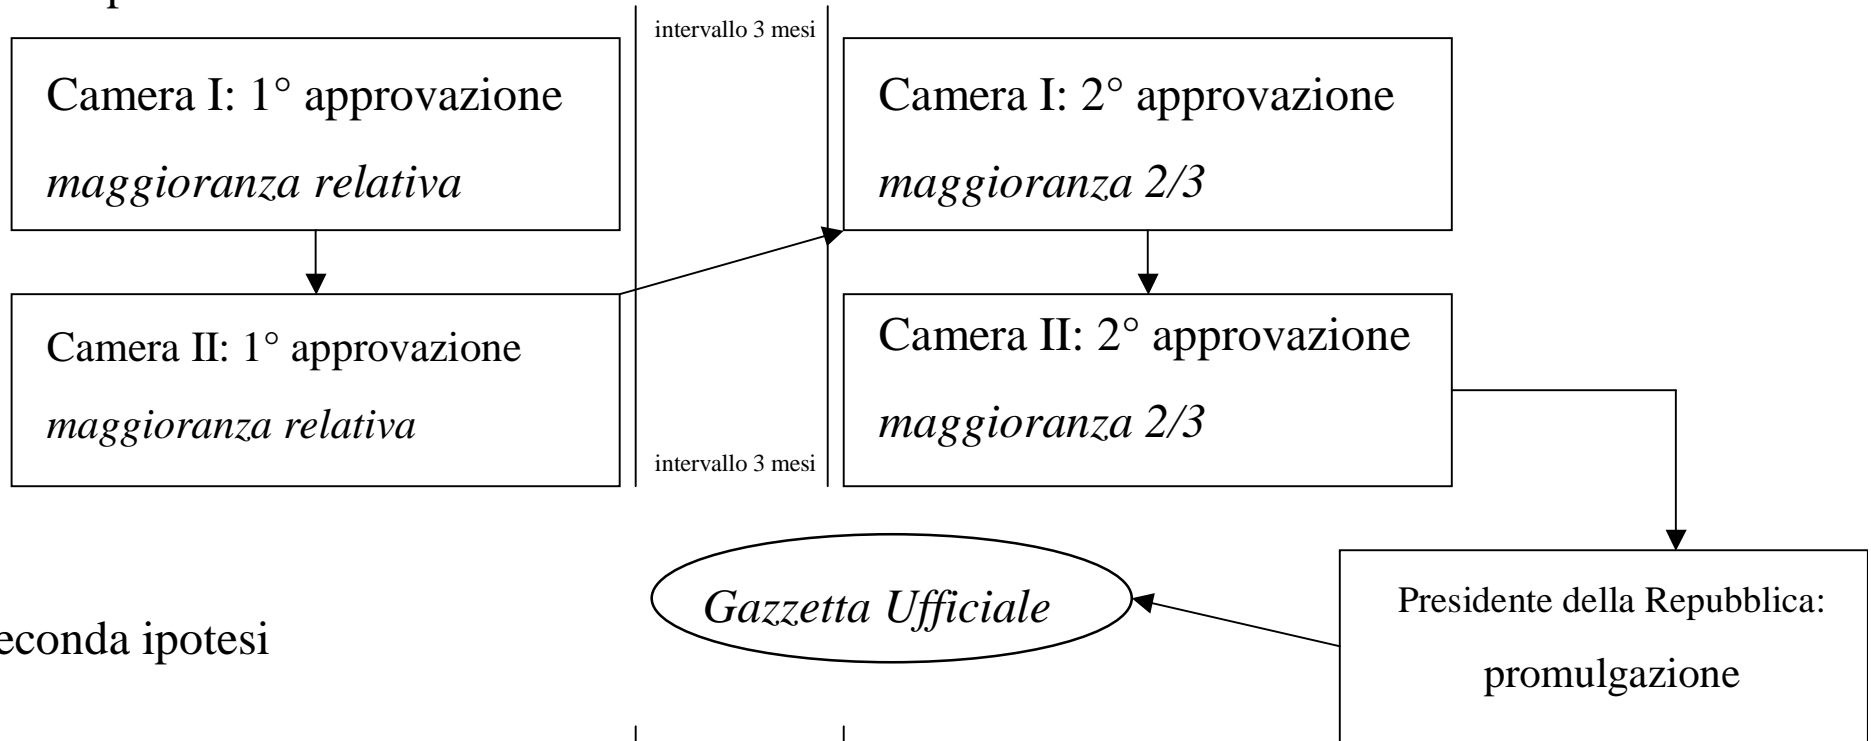 intervallo 3 mesi
Camera I: 1° approvazione
maggioranza relativa
Camera I: 2° approvazione
maggioranza 2/3
Camera II: 1° approvazione
maggioranza relativa
Camera II: 2° approvazione
maggioranza 2/3
intervallo 3 mesi
Gazzetta Ufficiale
econda ipotesi
Presidente della Repubblica:
promulgazione